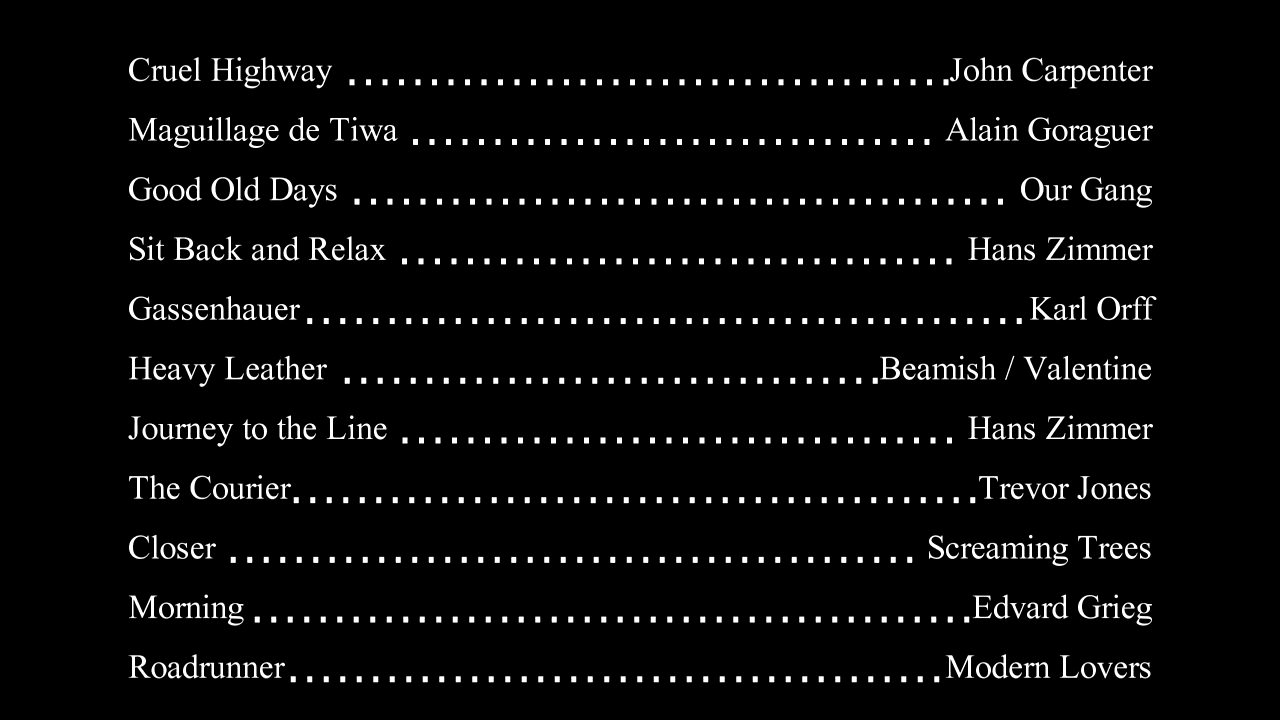 Cruel Highway ..................................... John Carpenter
Maguillage de Tiwa ................................ Alain Goraguer
Good Old Days ........................................ Our Gang
Sit Back and Relax .................................. Hans Zimmer
Gassenhauer ............................................ Karl Orff
Heavy Leather ................................. Beamish / Valentine
Journey to the Line .................................. Hans Zimmer
The Courier .......................................... Trevor Jones
Closer .......................................... Screaming Trees
Morning ............................................ Edvard Grieg
Roadrunner ........................................ Modern Lovers